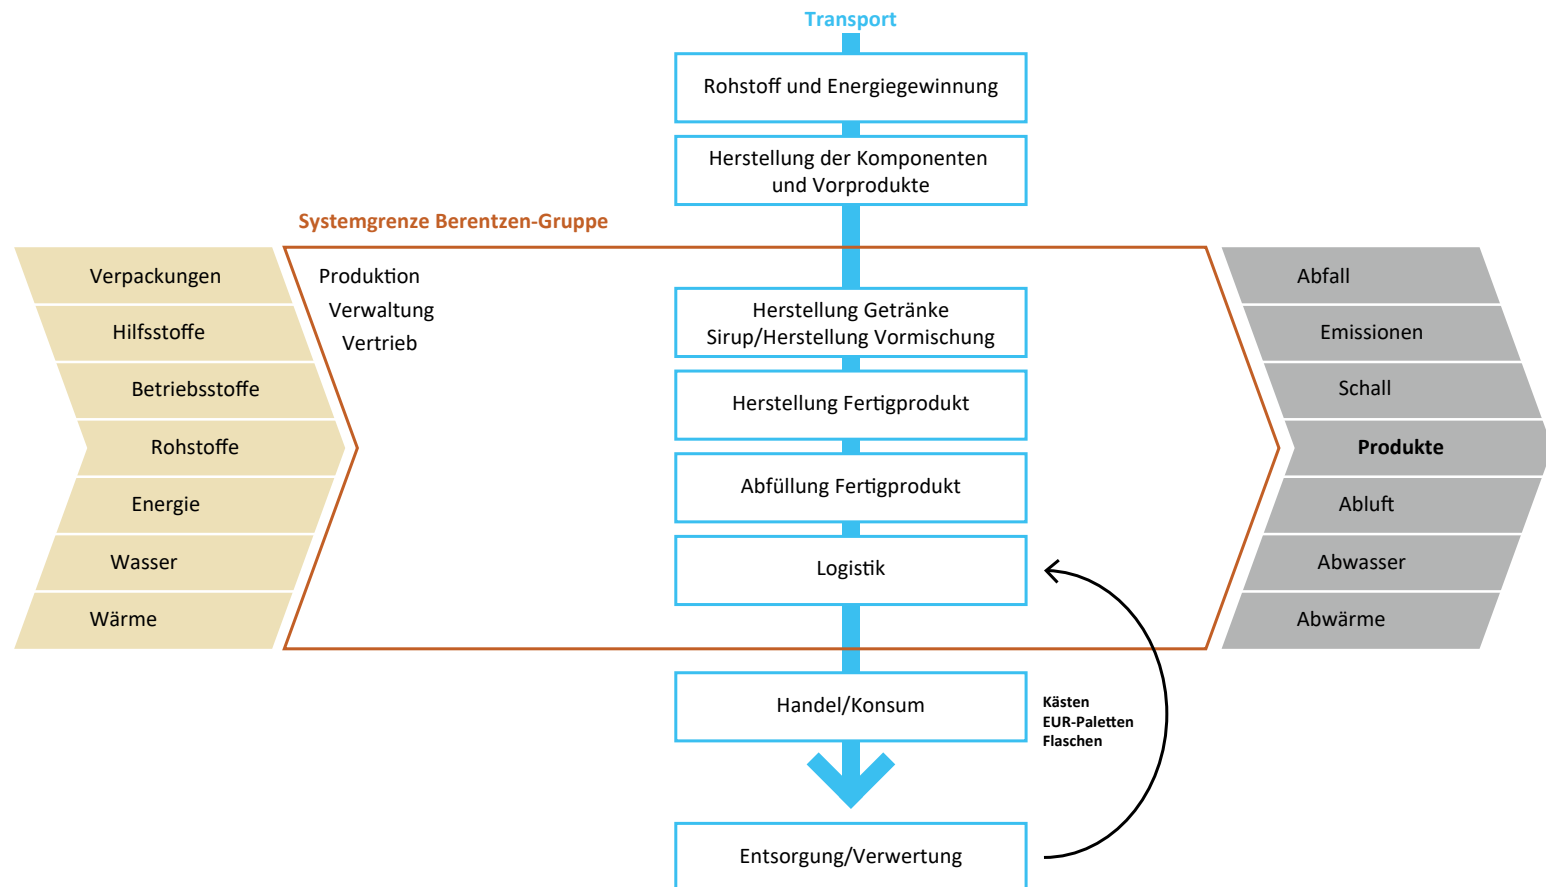 Transport
Rohstoff und Energiegewinnung
Herstellung der Komponenten
und Vorprodukte
Systemgrenze Berentzen-Gruppe
Verpackungen
Hilfsstoffe
Betriebsstoffe
Rohstoffe
Energie
Wasser
Wärme
Produktion
Verwaltung
Vertrieb
Herstellung Getränke
Sirup/Herstellung Vormischung
Herstellung Fertigprodukt
Abfüllung Fertigprodukt
Logistik
Handel/Konsum
Kästen
EUR-Paletten
Flaschen
Entsorgung/Verwertung
Abfall
Emissionen
Schall
Produkte
Abluft
Abwasser
Abwärme